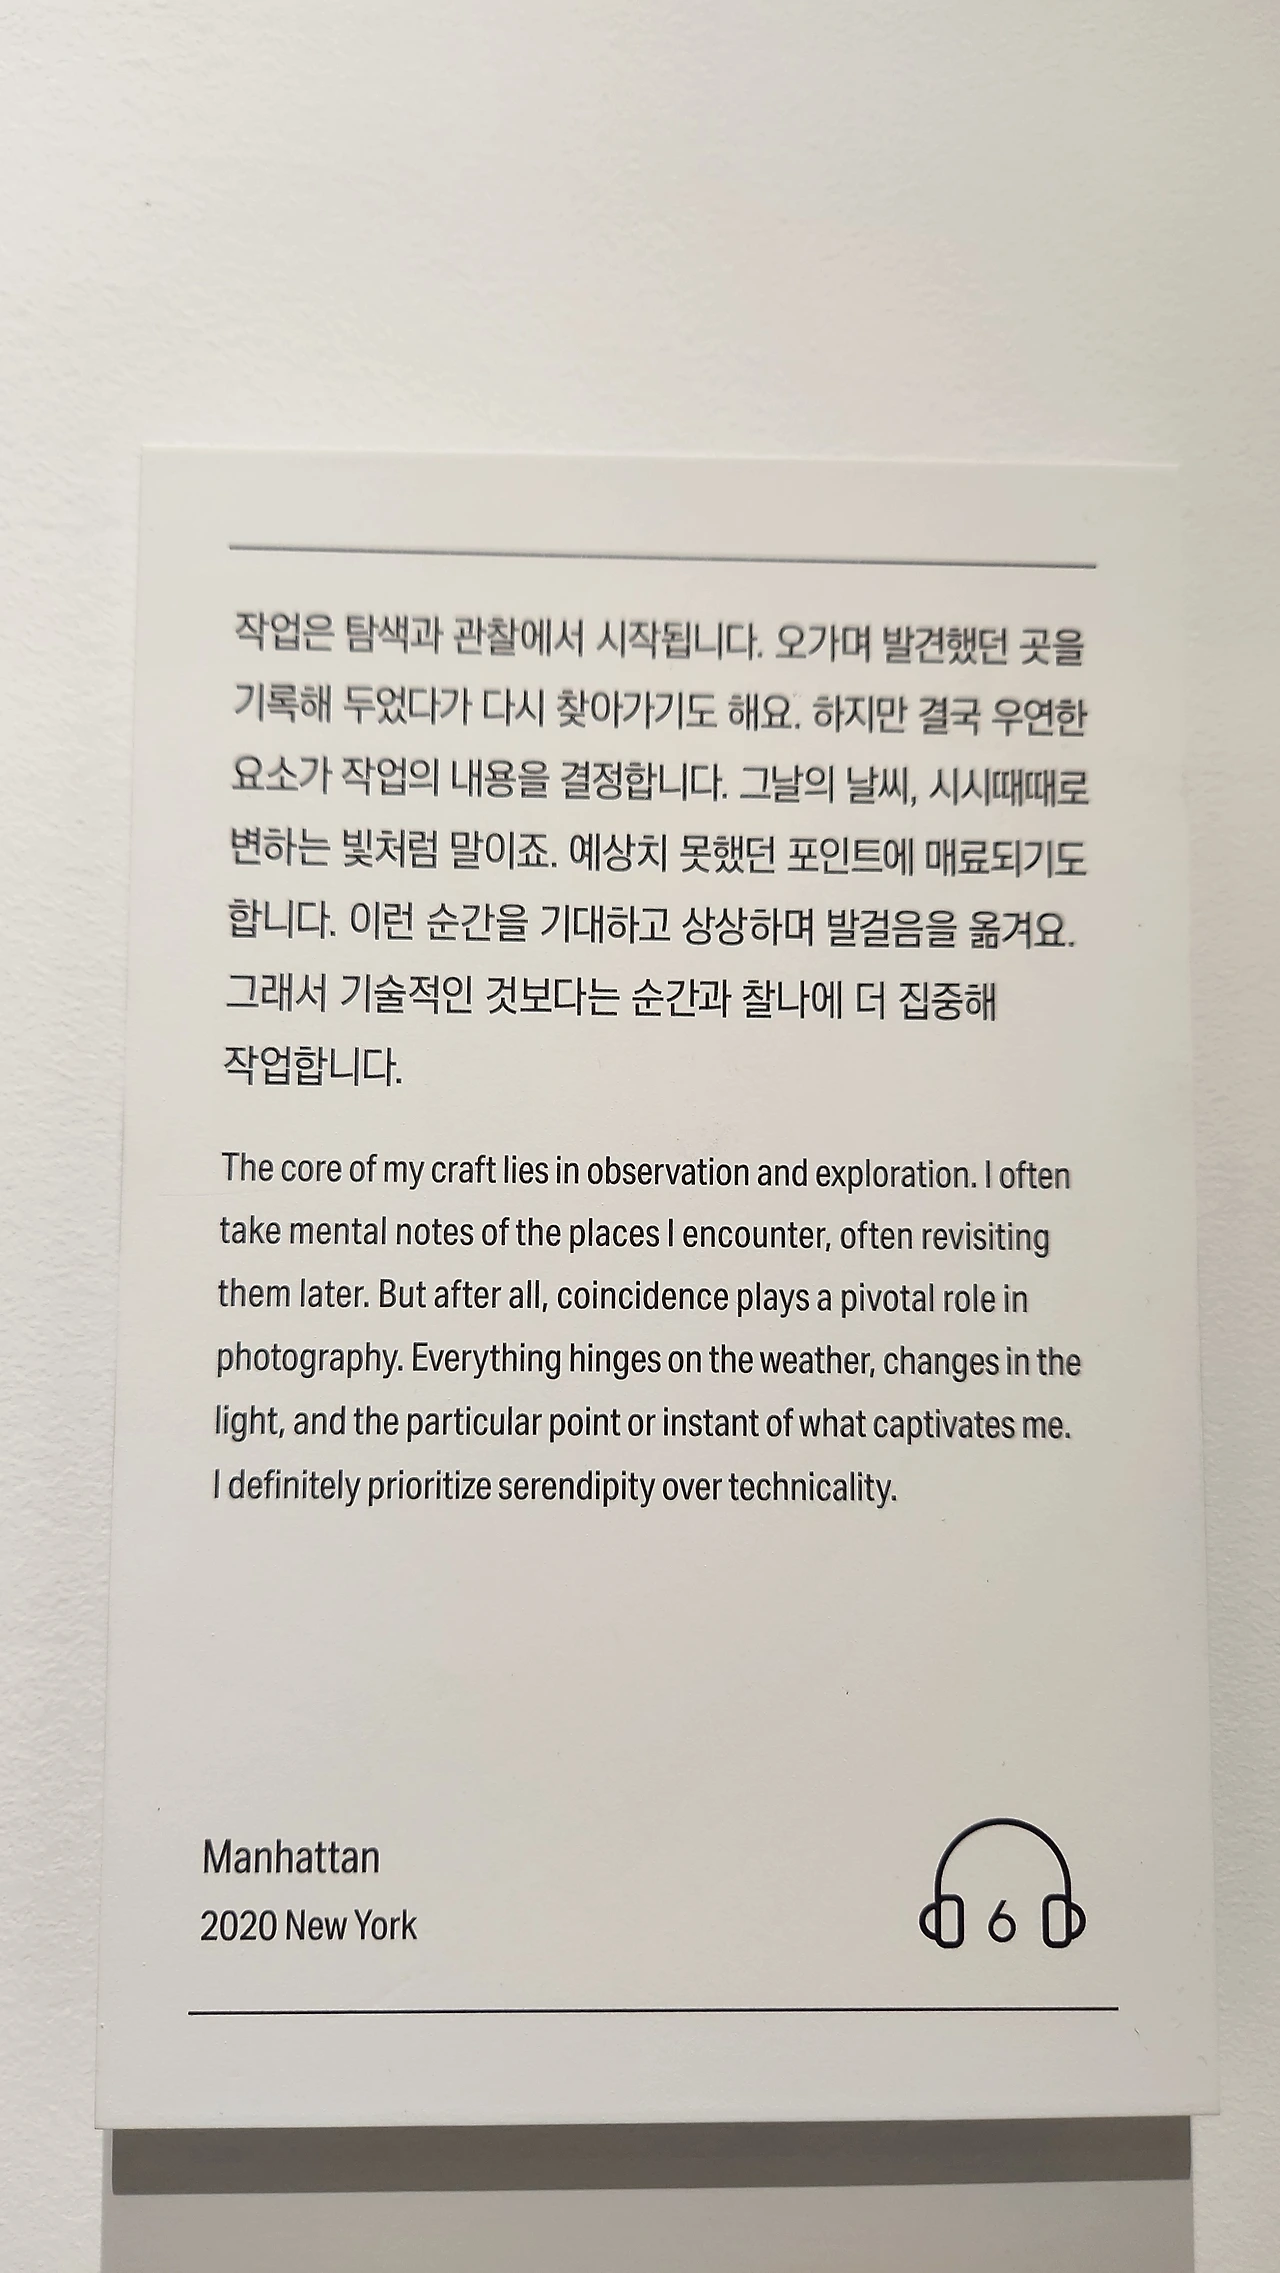 작업은 탐색과 관찰에서 시작됩니다. 오가며 발견했던 곳을
기록해 두었다가 다시 찾아가기도 해요. 하지만 결국 우연한
요소가 작업의 내용을 결정합니다. 그날의 날씨, 시시때때로
변하는 빛처럼 말이죠. 예상치 못했던 포인트에 매료되기도
합니다. 이런 순간을 기대하고 상상하며 발걸음을 옮겨요.
그래서 기술적인 것보다는 순간과 찰나에 더 집중해
작업합니다.
The core of my craft lies in observation and exploration. I often
take mental notes of the places I encounter, often revisiting
them later. But after all, coincidence plays a pivotal role in
photography. Everything hinges on the weather, changes in the
light, and the particular point or instant of what captivates me.
I definitely prioritize serendipity over technicality.
Manhattan
2020 New York
6